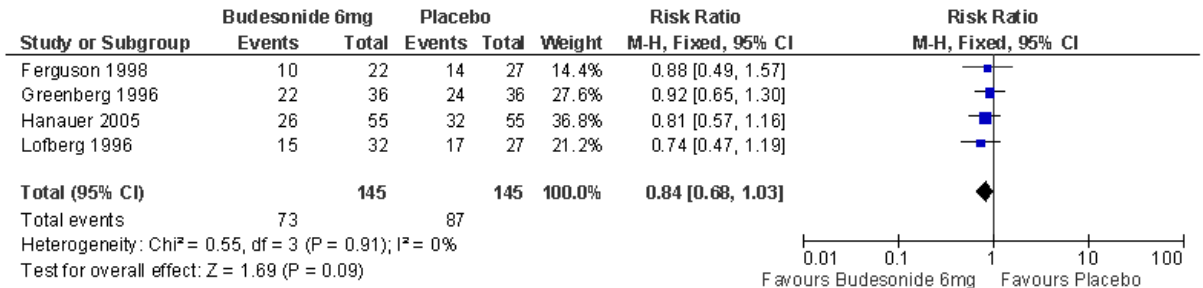 Budesonide 6mg Placebo Risk Ratio Risk Ratio
Study or Subgroup Events Total Events Total Weight M-H, Fixed, 95% CI M-H, Fixed, 95% CI
Ferguson 1998 10 22 14 27 14.4% 0.88 [0.49, 1.57]
Greenberg 1996 22 36 24 36 27.6% 0.92 [0.65, 1.30]
Hanauer 2005 26 55 32 55 36.8% 0.81 [0.57, 1.16]
Lofberg 1996 15 32 17 27 21.2% 0.74 [0.47, 1.19]
Total (95% CI) 145 145 100.0% 0.84 [0.68, 1.03]
Total events 73 87
Heterogeneity: Chi² = 0.55, df = 3 (P = 0.91); I² = 0%
Test for overall effect: Z = 1.69 (P = 0.09)
0.01 0.1 1 10 100
Favours Budesonide 6mg Favours Placebo